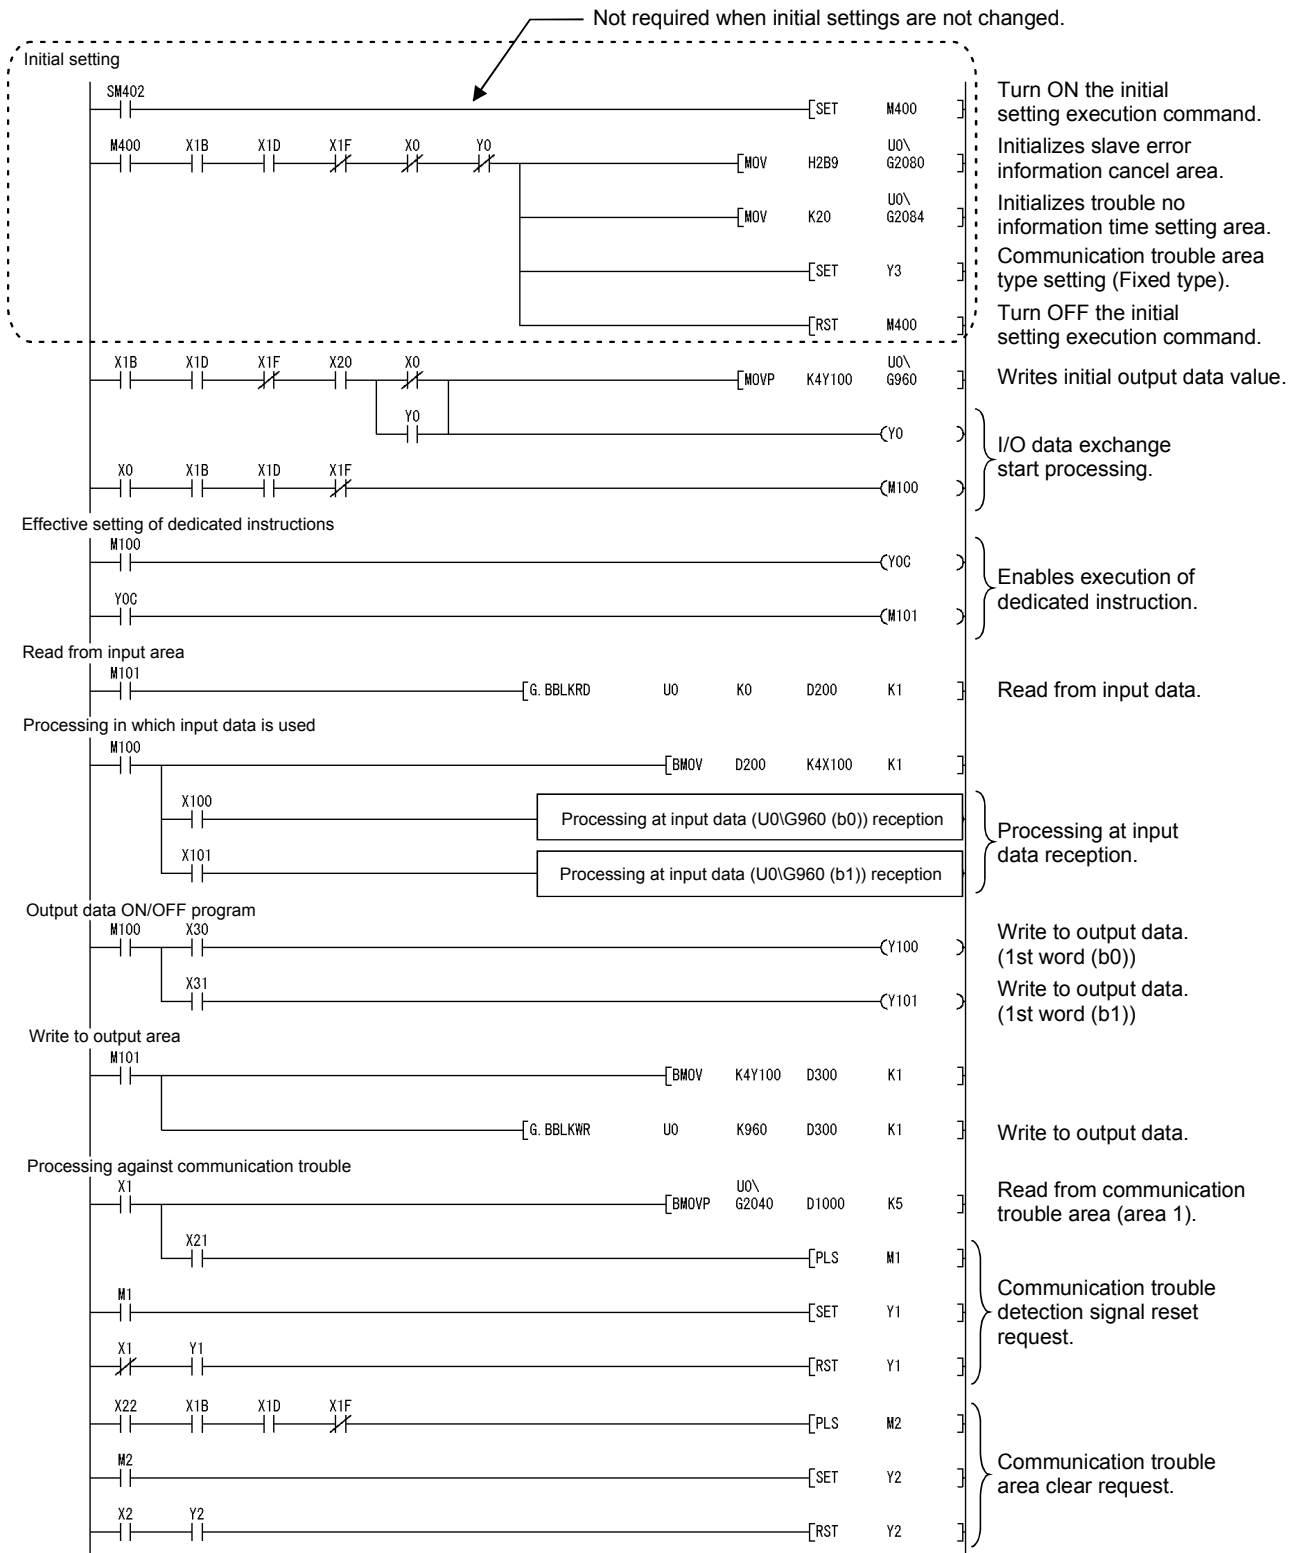 Not required when initial settings are not changed.
Initial setting
SM402
SET M400
Turn ON the initial
setting execution command.
M400 X1B X1D X1F X0 Y0
MOV H2B9 U0\
G2080
Initializes slave error
information cancel area.
MOV K20 U0\
G2084
Initializes trouble no
information time setting area.
SET Y3
Communication trouble area
type setting (Fixed type).
RST M400
Turn OFF the initial
setting execution command.
X1B X1D X1F X20 X0
MOVP K4Y100 U0\
G960
Writes initial output data value.
Y0
Y0
I/O data exchange
start processing.
X0 X1B X1D X1F
M100
Effective setting of dedicated instructions
M100
Y0C
Enables execution of
dedicated instruction.
Y0C
M101
Read from input area
M101
G.BBLKRD U0 K0 D200 K1
Read from input data.
Processing in which input data is used
M100
BMOV D200 K4X100 K1
X100
Processing at input data (U0\G960 (b0)) reception
Processing at input
data reception.
X101
Processing at input data (U0\G960 (b1)) reception
Output data ON/OFF program
M100 X30
Y100
Write to output data.
(1st word (b0))
X31
Y101
Write to output data.
(1st word (b1))
Write to output area
M101
BMOV K4Y100 D300 K1
G.BBLKWR U0 K960 D300 K1
Write to output data.
Processing against communication trouble
X1
BMOVP U0\
G2040 D1000 K5
Read from communication
trouble area (area 1).
X21
PLS M1
M1
SET Y1
Communication trouble
detection signal reset
request.
X1 Y1
RST Y1
X22 X1B X1D X1F
PLS M2
M2
SET Y2
Communication trouble
area clear request.
X2 Y2
RST Y2